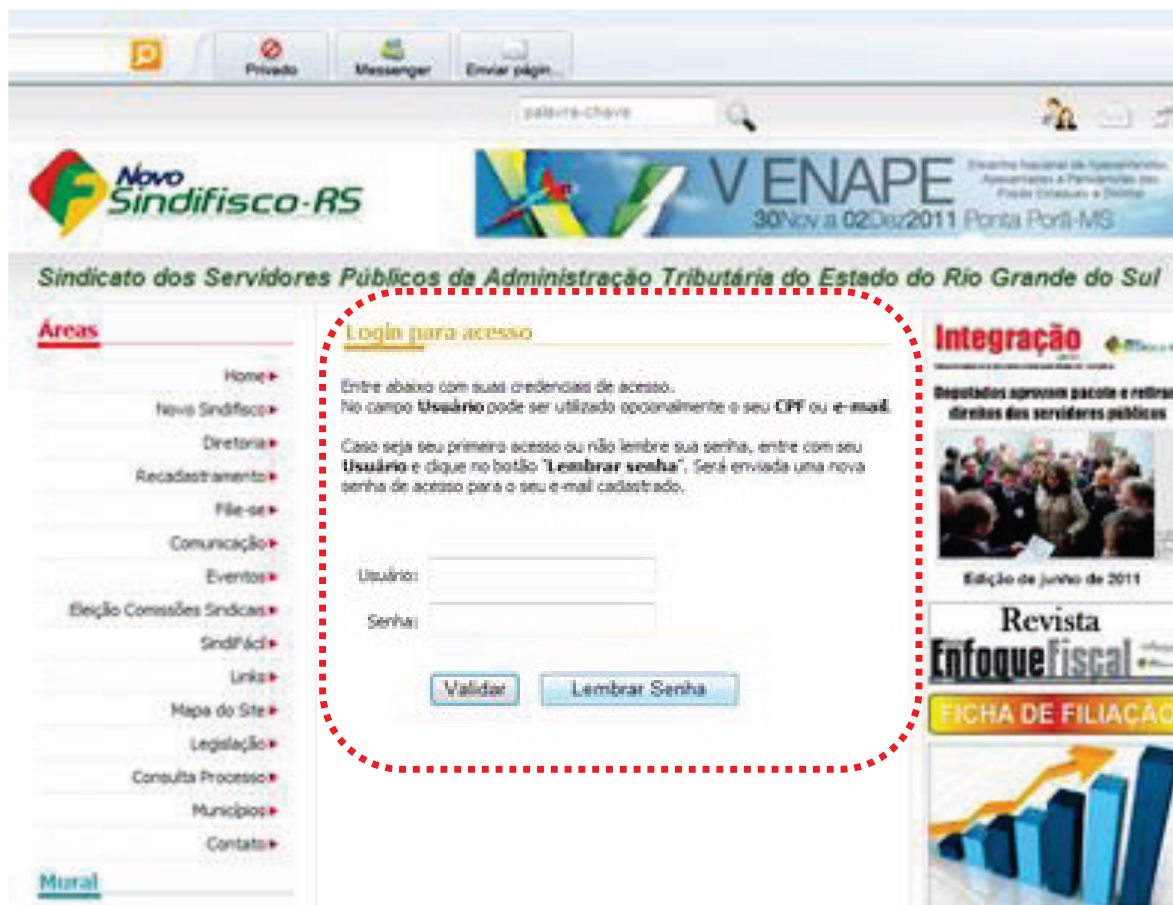 Privado
Messenger
Enviar págin...
palavra-chave
Novo
Sindifisco-RS
V ENAPE
30Nov a 02Dez2011 Ponta Porã-MS
Sindicato dos Servidores Públicos da Administração Tributária do Estado do Rio Grande do Sul
Áreas
Home
Novo Sindifisco
Diretoria
Recadastramento
Filie-se
Comunicação
Eventos
Eleição Comissões Sindicais
SindiFácil
Links
Mapa do Site
Legislação
Consulta Processo
Municípios
Contato
Mural
Login para acesso
Entre abaixo com suas credenciais de acesso.
No campo Usuário pode ser utilizado opcionalmente o seu CPF ou e-mail.
Caso seja seu primeiro acesso ou não lembre sua senha, entre com seu
Usuário e clique no botão "Lembrar senha". Será enviada uma nova
senha de acesso para o seu e-mail cadastrado.
Usuário:
Senha:
Validar
Lembrar Senha
Integração
Deputados aprovam pacote e retiram
direitos dos servidores públicos
Edição de junho de 2011
Revista
Enfoque Fiscal
FICHA DE FILIAÇÃO